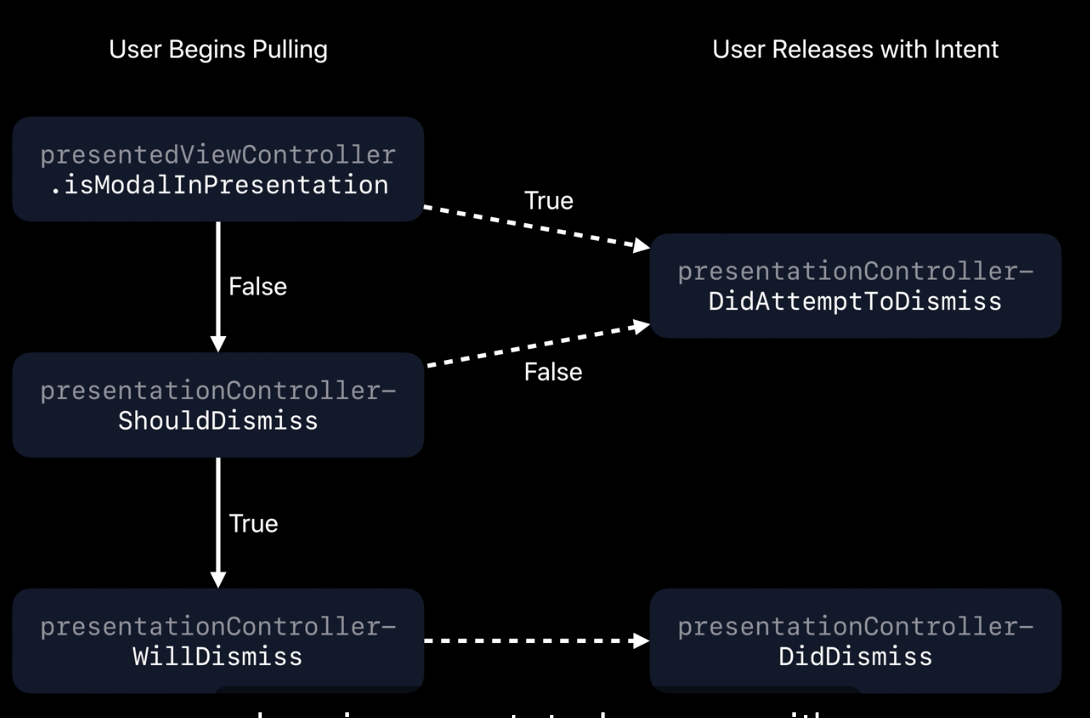 User Begins Pulling
User Releases with Intent
presentedViewController
.isModalInPresentation
True
presentationController-
DidAttemptToDismiss
False
False
presentationController-
ShouldDismiss
True
presentationController-
WillDismiss
presentationController-
DidDismiss